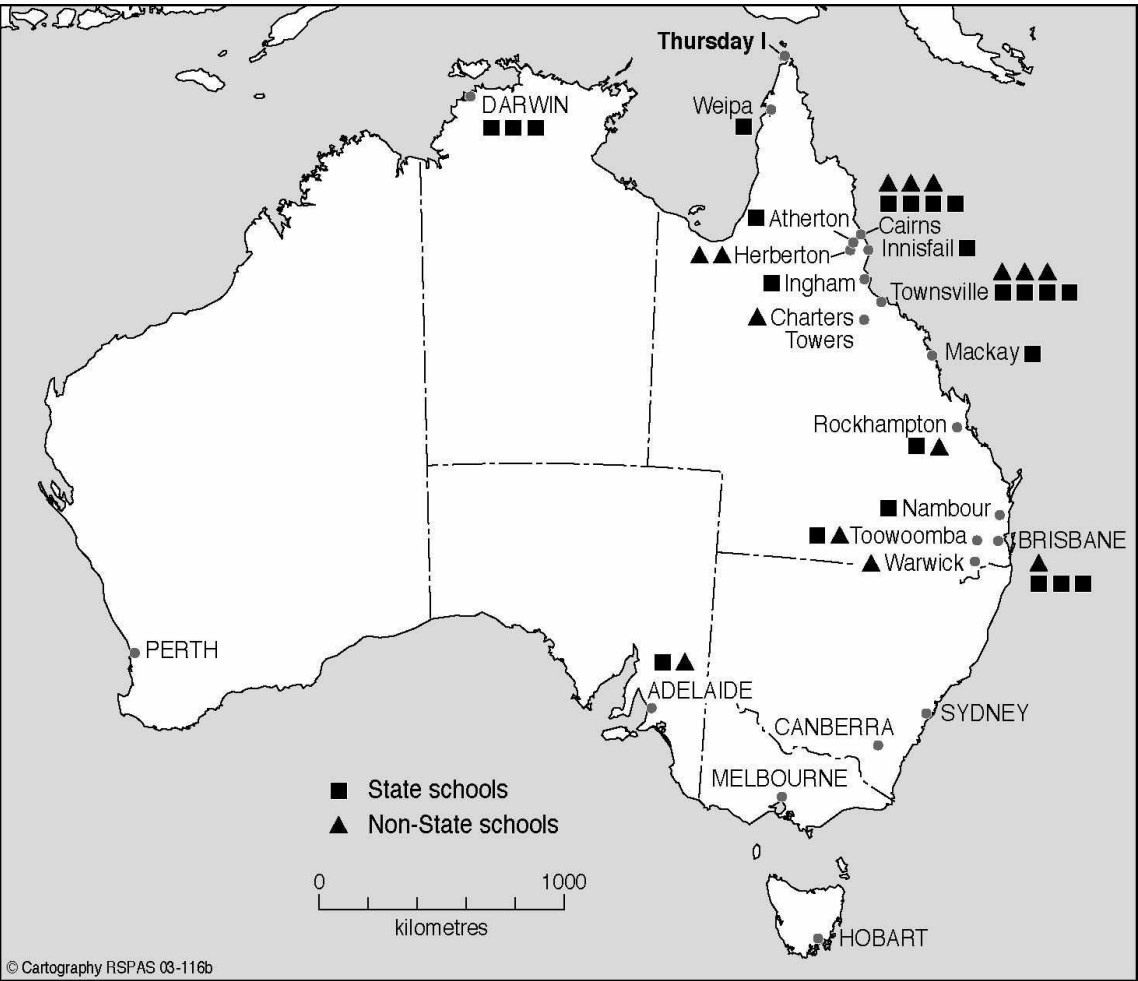 Thursday I
DARWIN
Weipa
Atherton
Cairns
Herberton
Innisfail
Ingham
Townsville
Charters
Towers
Mackay
Rockhampton
Nambour
Toowoomba
BRISBANE
Warwick
PERTH
ADELAIDE
SYDNEY
CANBERRA
MELBOURNE
State schools
Non-State schools
0 1000
kilometres
HOBART
© Cartography RSPAS 03-116b